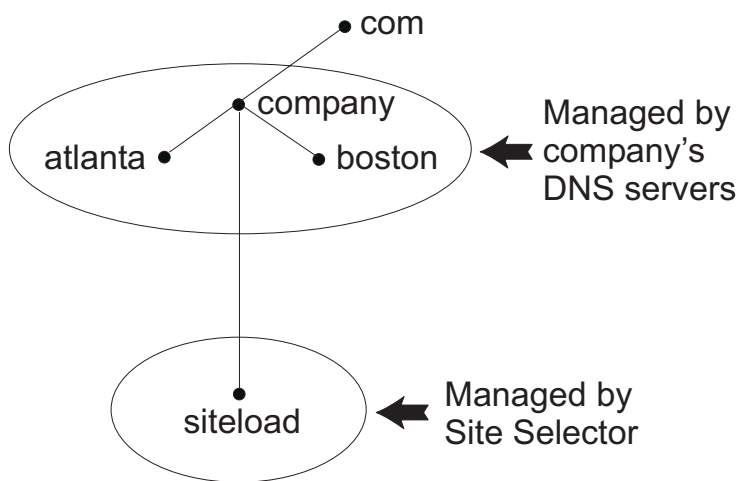 com
company
atlanta
boston
Managed by
company's
DNS servers
siteload
Managed by
Site Selector